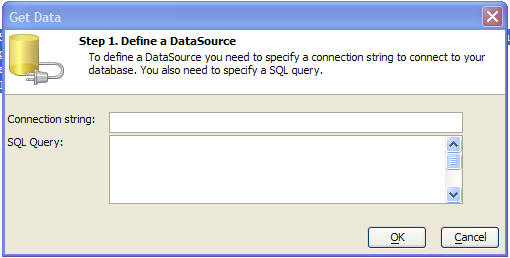 Get Data
Step 1. Define a DataSource
To define a DataSource you need to specify a connection string to connect to your
database. You also need to specify a SQL query.
Connection string:
SQL Query:
OK
Cancel